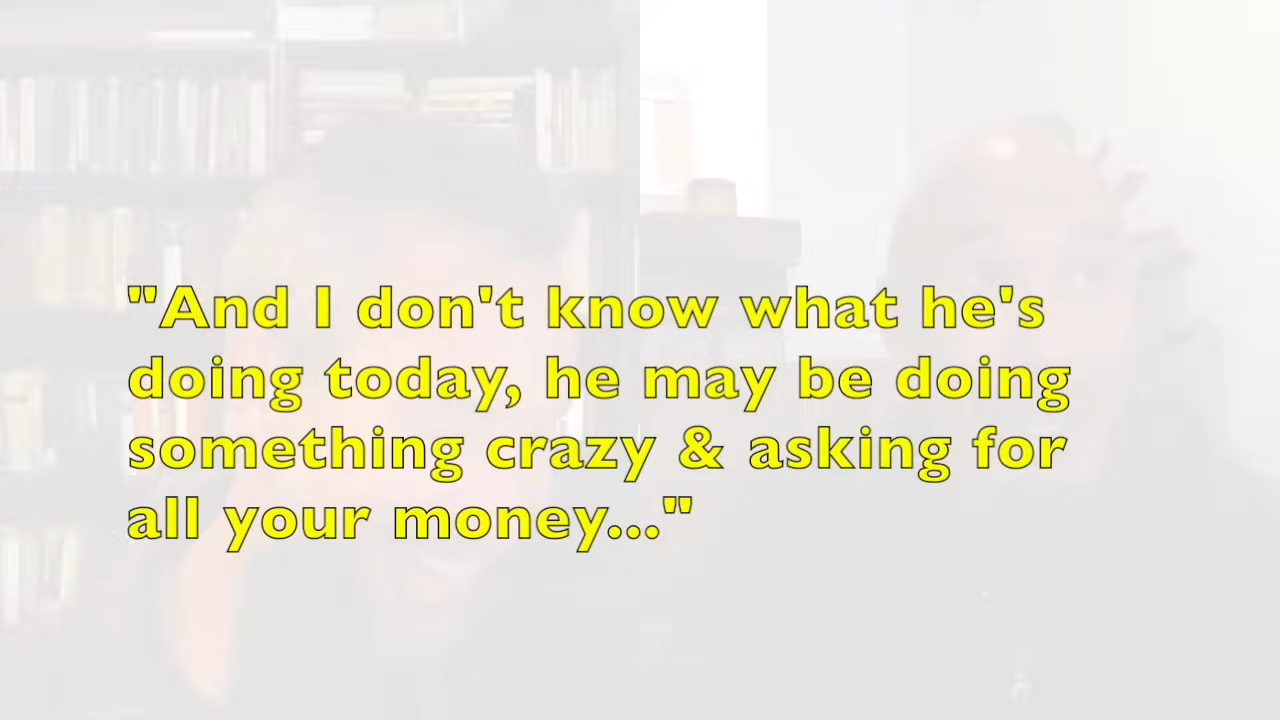 "And I don't know what he's
doing today, he may be doing
something crazy & asking for
all your money..."